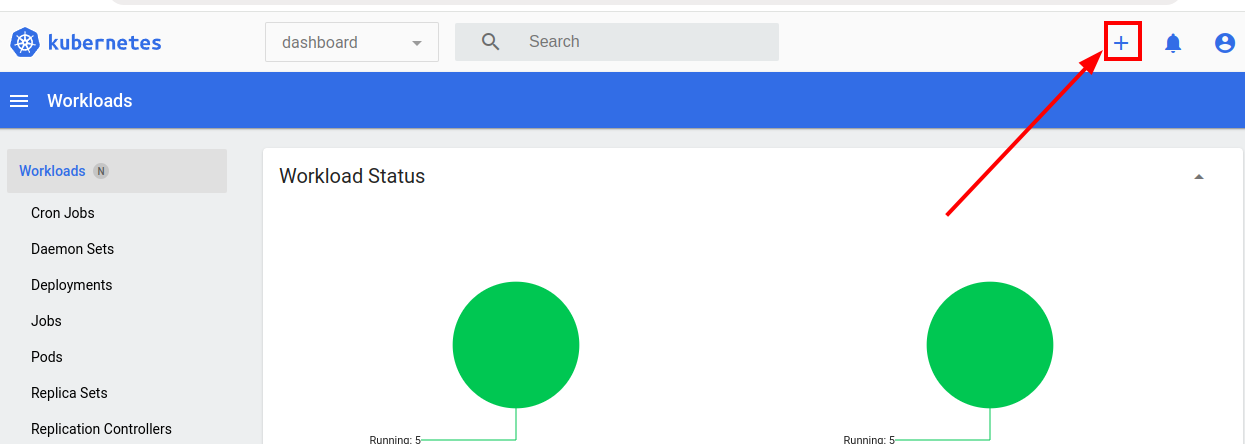 kubernetes
dashboard
Search
Workloads
Workloads N
Cron Jobs
Daemon Sets
Deployments
Jobs
Pods
Replica Sets
Replication Controllers
Workload Status
Running: 5
Running: 5